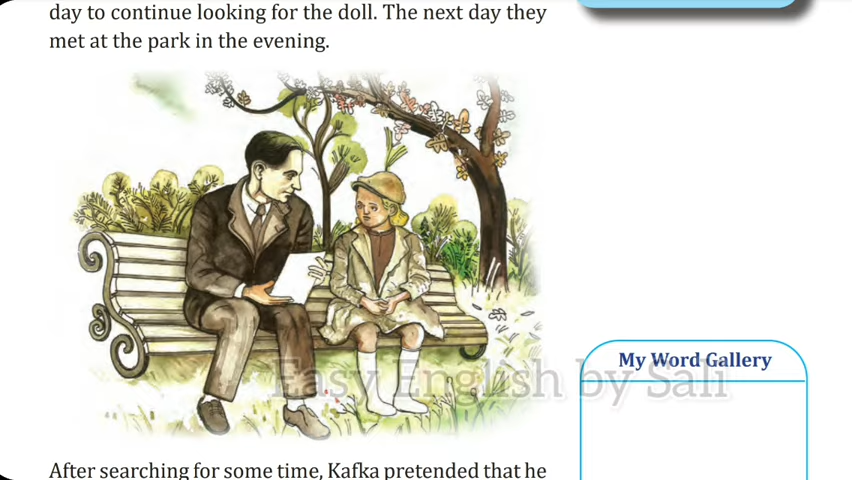 day to continue looking for the doll. The next day they
met at the park in the evening.
My Word Gallery
Easy English by Sali
After searching for some time, Kafka pretended that he